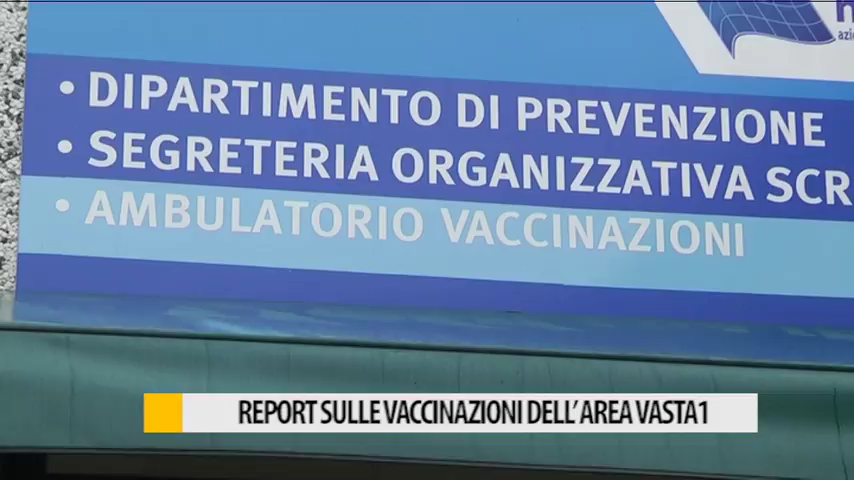 • DIPARTIMENTO DI PREVENZIONE
• SEGRETERIA ORGANIZZATIVA SCR
• AMBULATORIO VACCINAZIONI
REPORT SULLE VACCINAZIONI DELL' AREA VASTA1